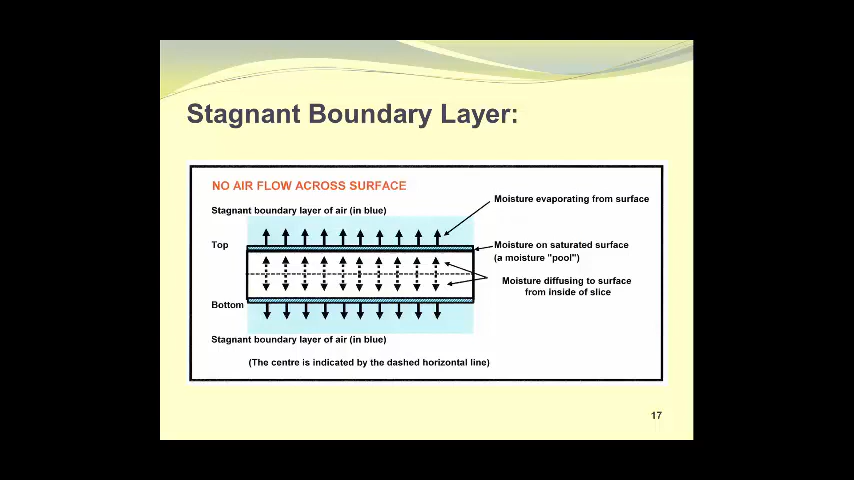 Stagnant Boundary Layer:
NO AIR FLOW ACROSS SURFACE
Moisture evaporating from surface
Stagnant boundary layer of air (in blue)
Top
Moisture on saturated surface
(a moisture "pool")
Moisture diffusing to surface
from inside of slice
Bottom
Stagnant boundary layer of air (in blue)
(The centre is indicated by the dashed horizontal line)
17